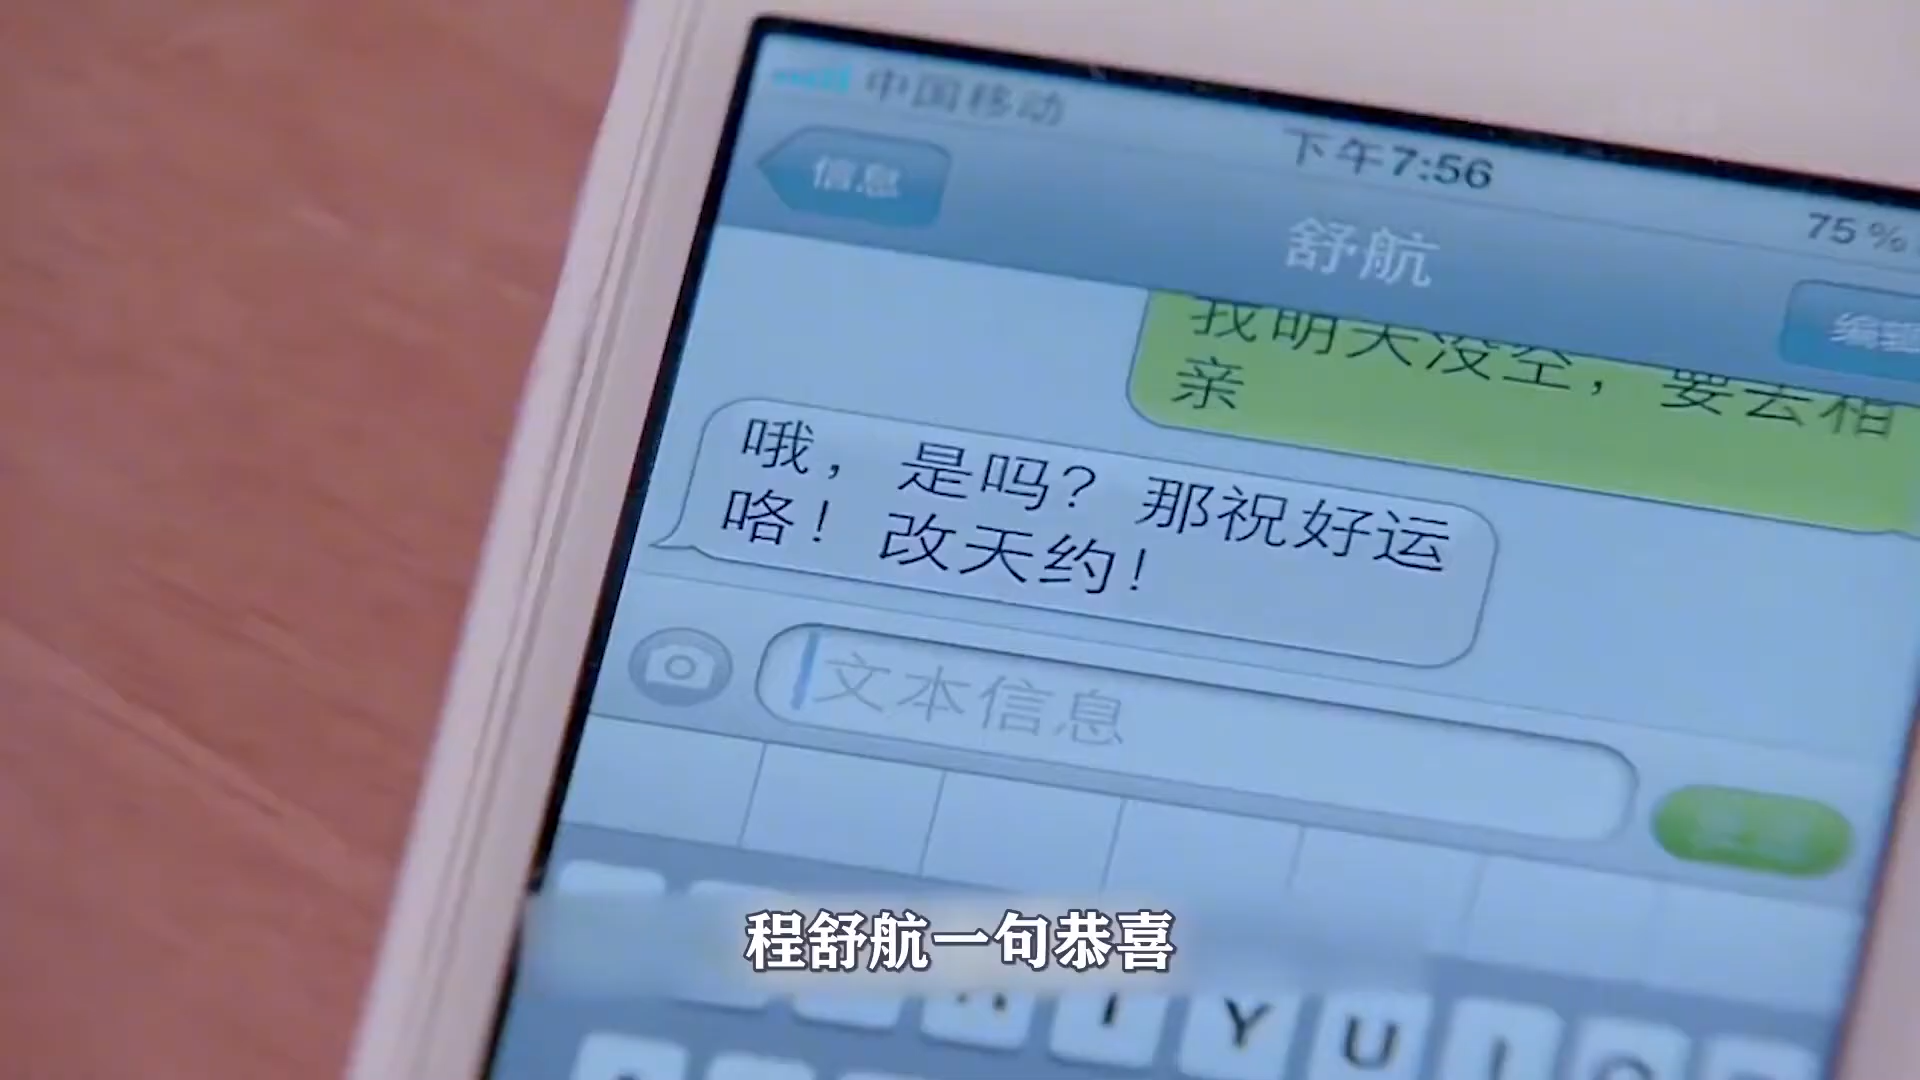 中国移动
下午7:56
75%
信息
舒航
编辑
我明天没空，要去相
亲
哦，是吗？那祝好运
咯！改天约！
文本信息
程舒航一句恭喜
Y U I O